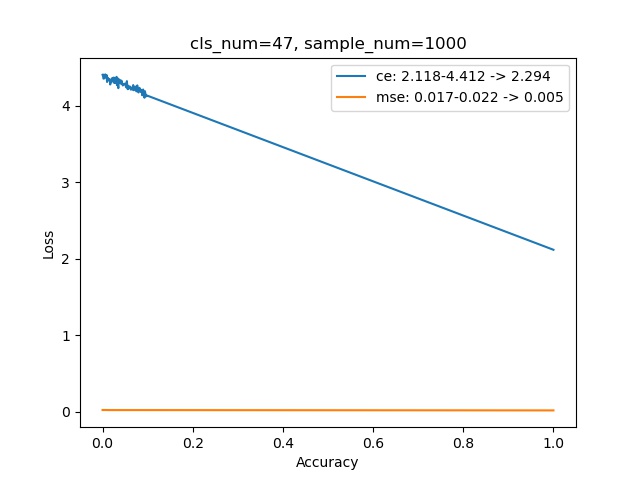 cls_num=47, sample_num=1000
ce: 2.118-4.412 -> 2.294
mse: 0.017-0.022 -> 0.005
Loss
4
3
2
1
0
0.0 0.2 0.4 0.6 0.8 1.0
Accuracy